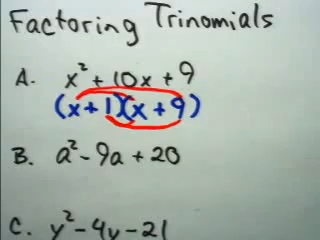 Factoring Trinomials
A. x² + 10x + 9
(x + 1)(x + 9)
B. a² - 9a + 20
C. y² - 4y - 21